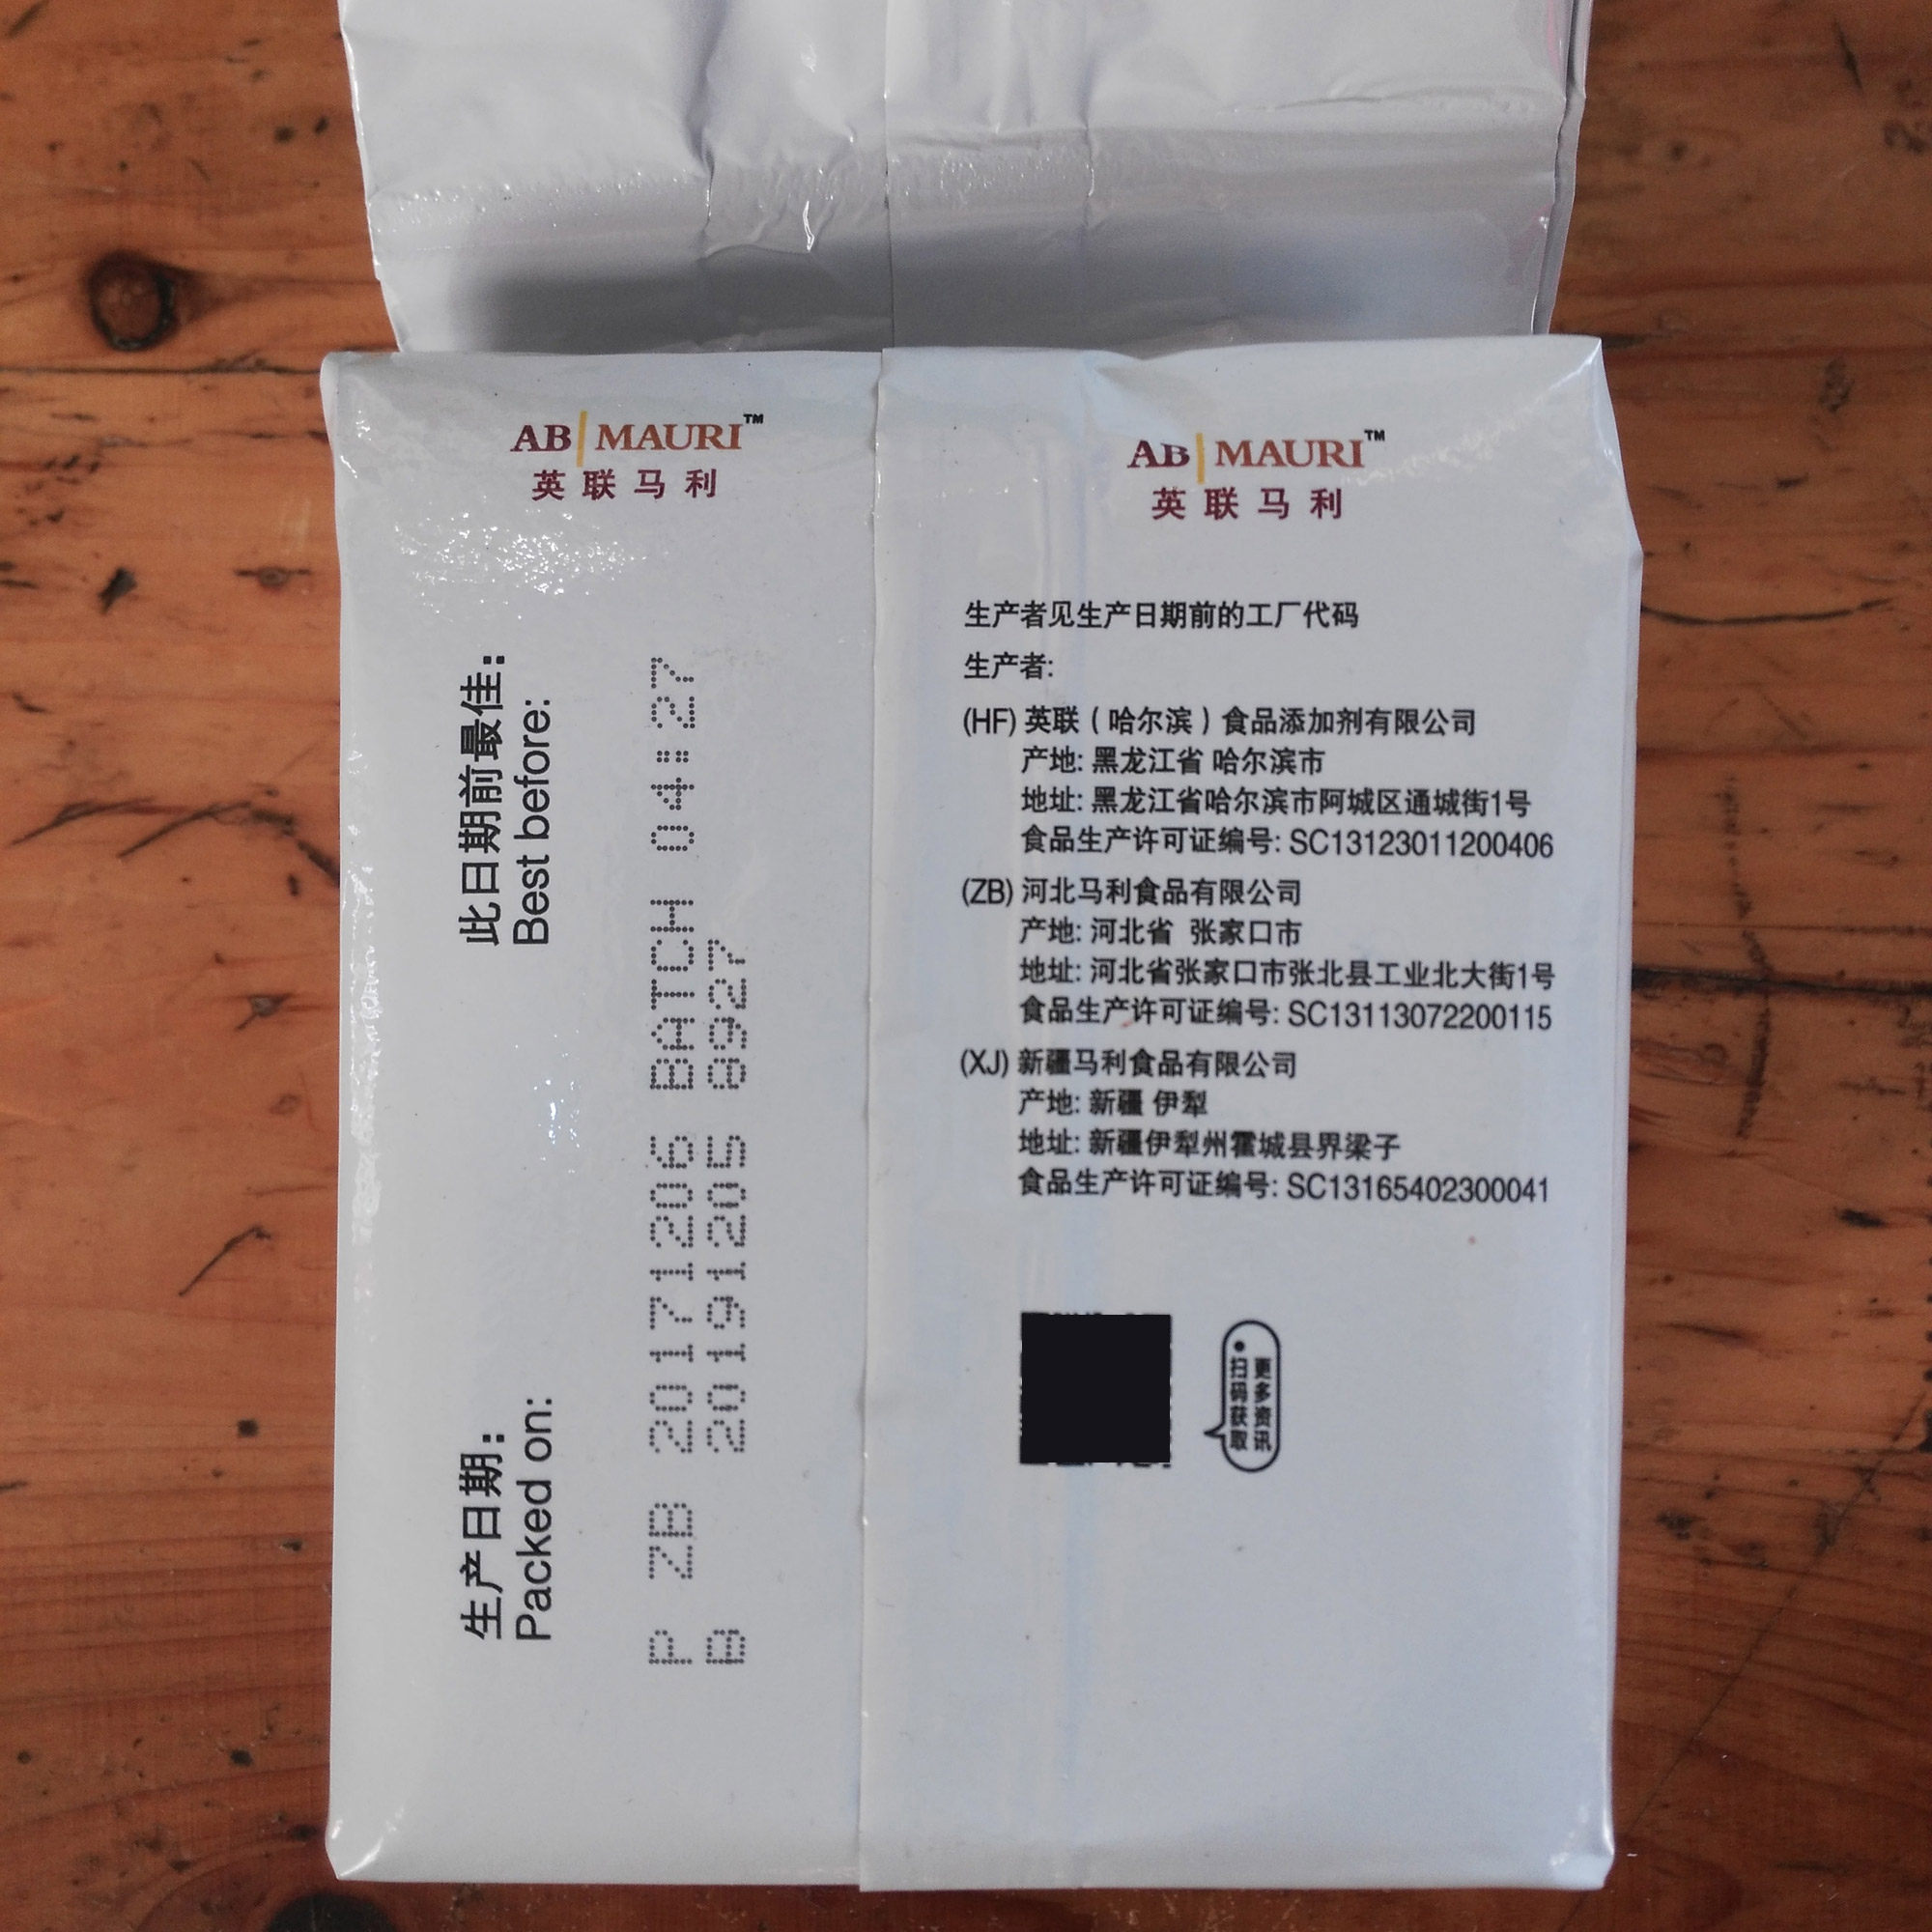 AB MAURI™
英联马利
此日期前最佳：
Best before:
生产日期：
Packed on:
P ZB 20171206 BATCH 04:27
B 20191205 8927
AB MAURI™
英联马利
生产者见生产日期前的工厂代码
生产者:
(HF) 英联（哈尔滨）食品添加剂有限公司
产地: 黑龙江省 哈尔滨市
地址: 黑龙江省哈尔滨市阿城区通城街1号
食品生产许可证编号: SC13123011200406
(ZB) 河北马利食品有限公司
产地: 河北省 张家口市
地址: 河北省张家口市张北县工业北大街1号
食品生产许可证编号: SC13113072200115
(XJ) 新疆马利食品有限公司
产地: 新疆 伊犁
地址: 新疆伊犁州霍城县界梁子
食品生产许可证编号: SC13165402300041
扫码获取
更多资讯